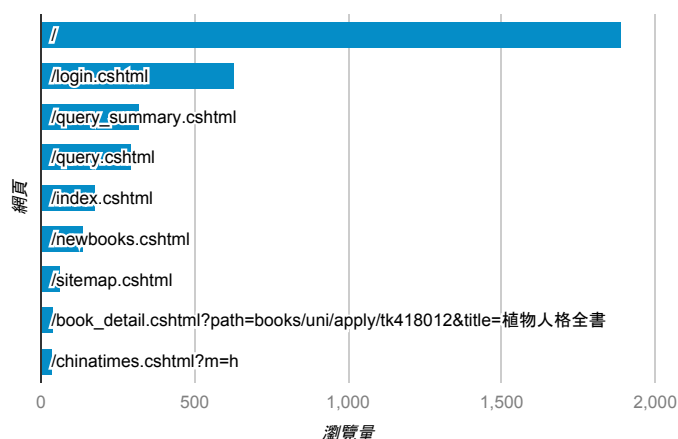 /
/login.cshtml
/query_summary.cshtml
/query.cshtml
/index.cshtml
/newbooks.cshtml
/sitemap.cshtml
/book_detail.cshtml?path=books/uni/apply/tk418012&title=植物人格全書
/chinatimes.cshtml?m=h
網頁
0 500 1,000 1,500 2,000
瀏覽量